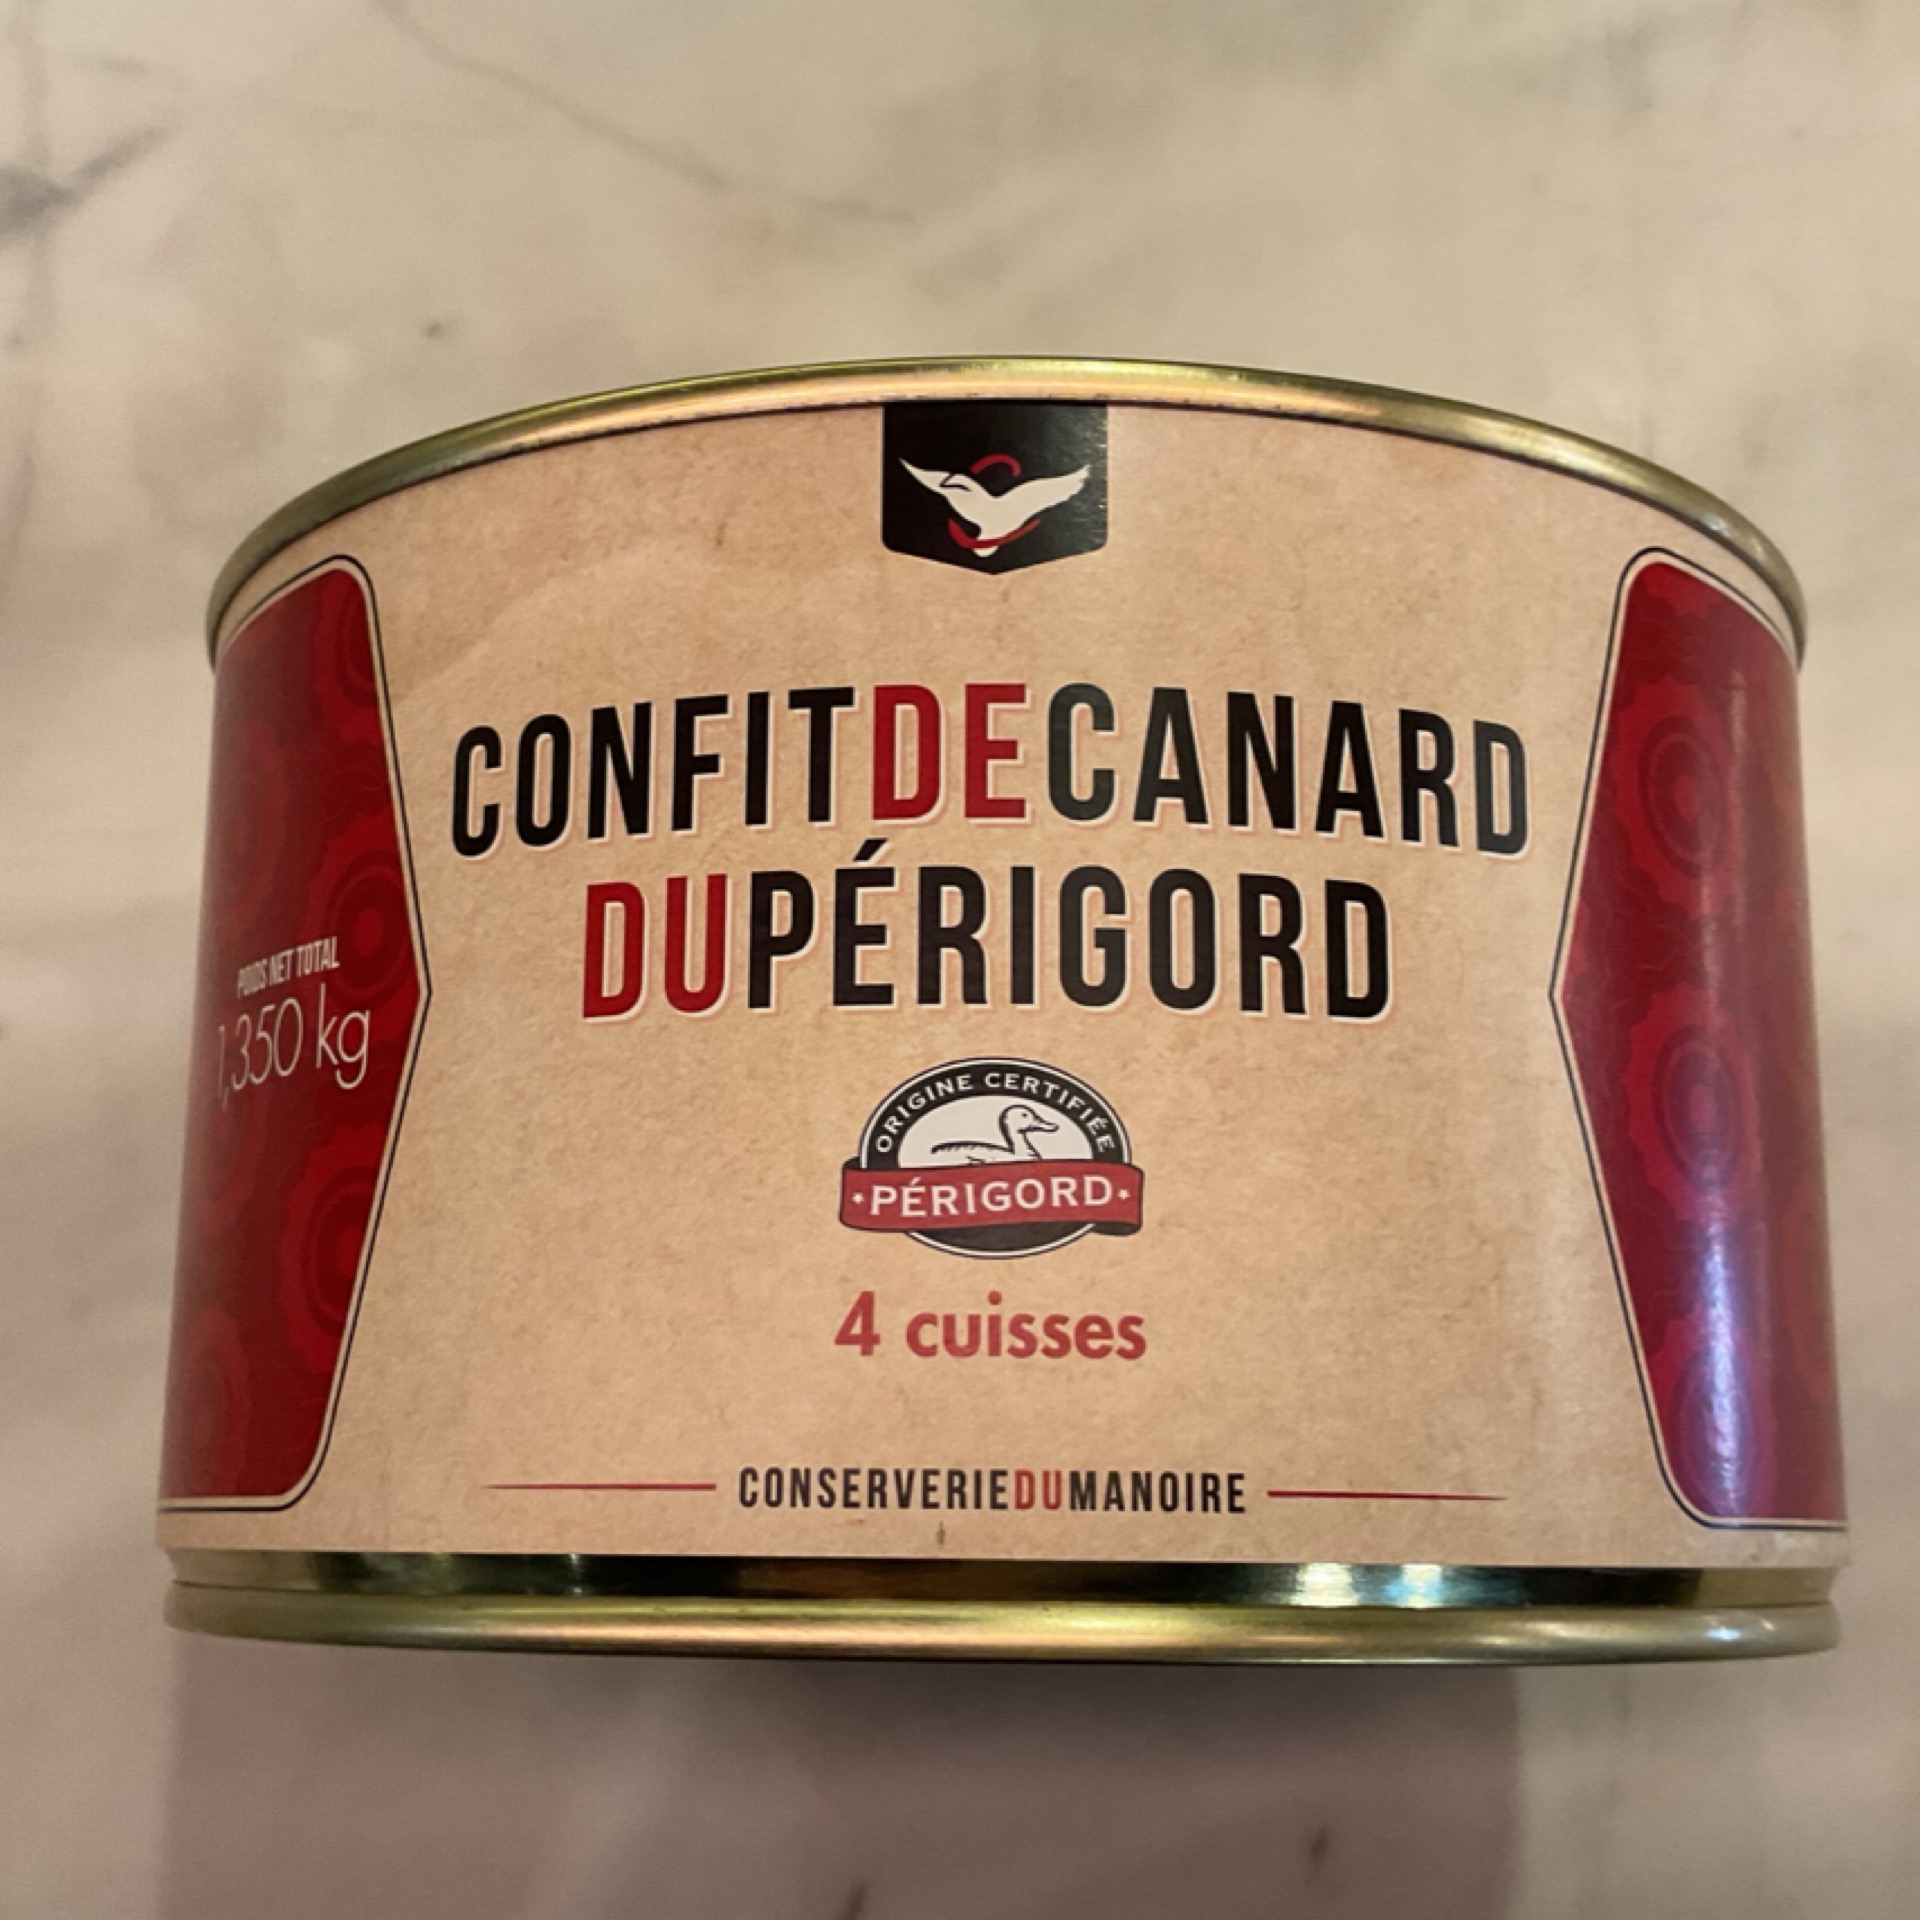 CONFITDECANARD
DUPÉRIGORD
POIDS NET TOTAL
1,350 kg
ORIGINE CERTIFIÉE
PÉRIGORD
4 cuisses
CONSERVERIEDUMANOIRE